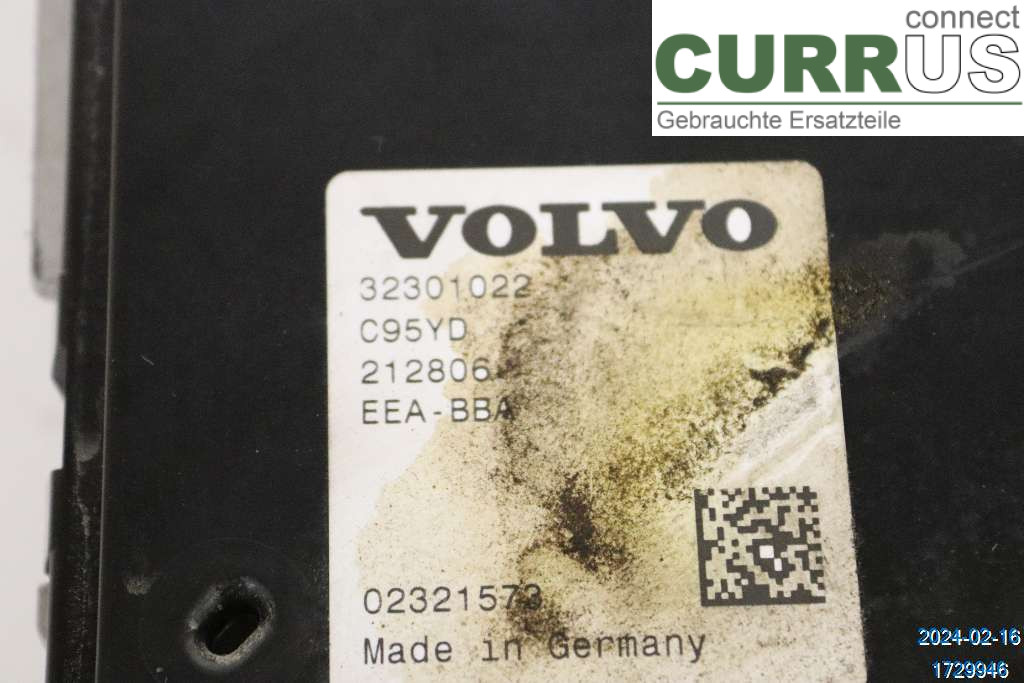 connect
CURRUS
Gebrauchte Ersatzteile
VOLVO
32301022
C95YD
212806
EEA-BBA
02321573
Made in Germany
2024-02-16
1729946